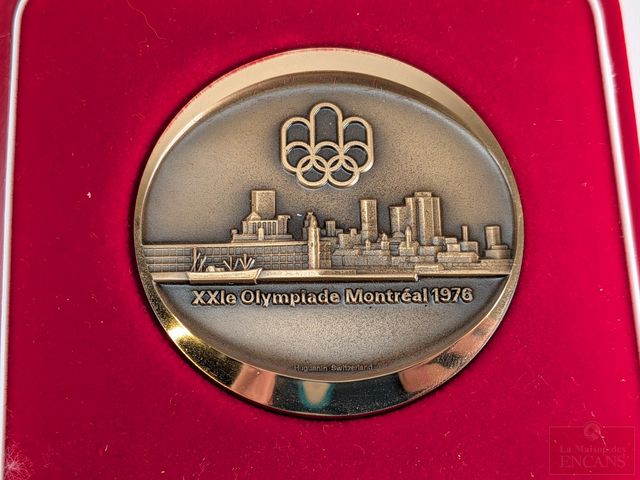 XXIe Olympiade Montréal 1976
Huguenin Switzerland
La Maison des
ENCANS